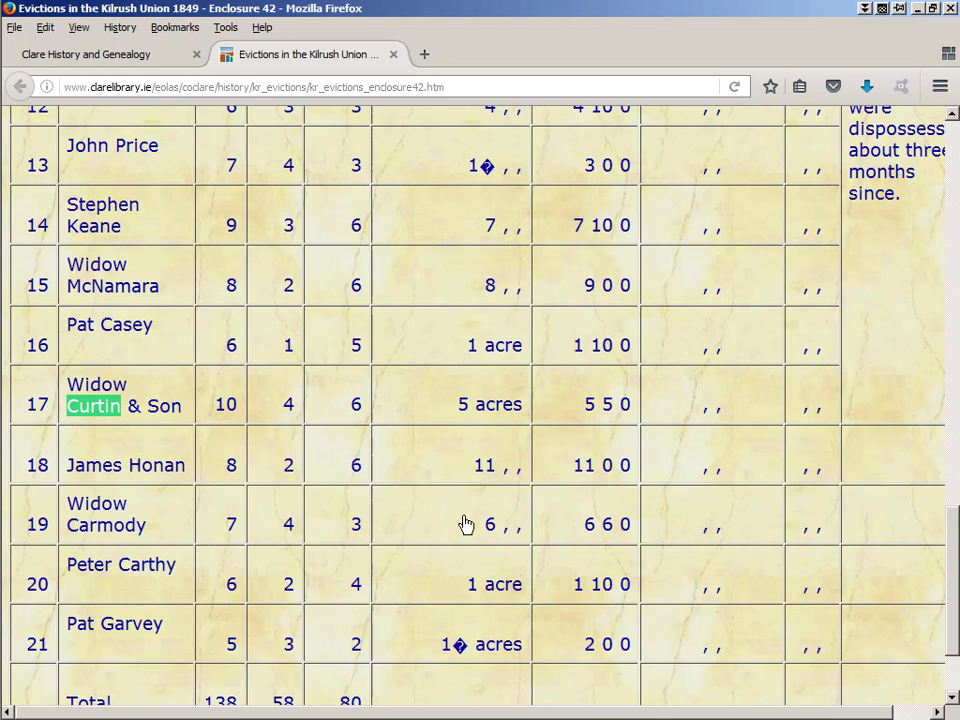 Evictions in the Kilrush Union 1849 - Enclosure 42 - Mozilla Firefox
File Edit View History Bookmarks Tools Help
Clare History and Genealogy × Evictions in the Kilrush Union ... × +
www.clarelibrary.ie/eolas/coclare/history/kr_evictions/kr_evictions_enclosure42.htm
12 6 3 3 4 , , 4 10 0 , , , , were
dispossess
about three
months
since.
13 John Price 7 4 3 1� , , 3 0 0 , , , ,
14 Stephen
Keane 9 3 6 7 , , 7 10 0 , , , ,
15 Widow
McNamara 8 2 6 8 , , 9 0 0 , , , ,
16 Pat Casey 6 1 5 1 acre 1 10 0 , , , ,
17 Widow
Curtin & Son 10 4 6 5 acres 5 5 0 , , , ,
18 James Honan 8 2 6 11 , , 11 0 0 , , , ,
19 Widow
Carmody 7 4 3 6 , , 6 6 0 , , , ,
20 Peter Carthy 6 2 4 1 acre 1 10 0 , , , ,
21 Pat Garvey 5 3 2 1� acres 2 0 0 , , , ,
Total 138 58 80